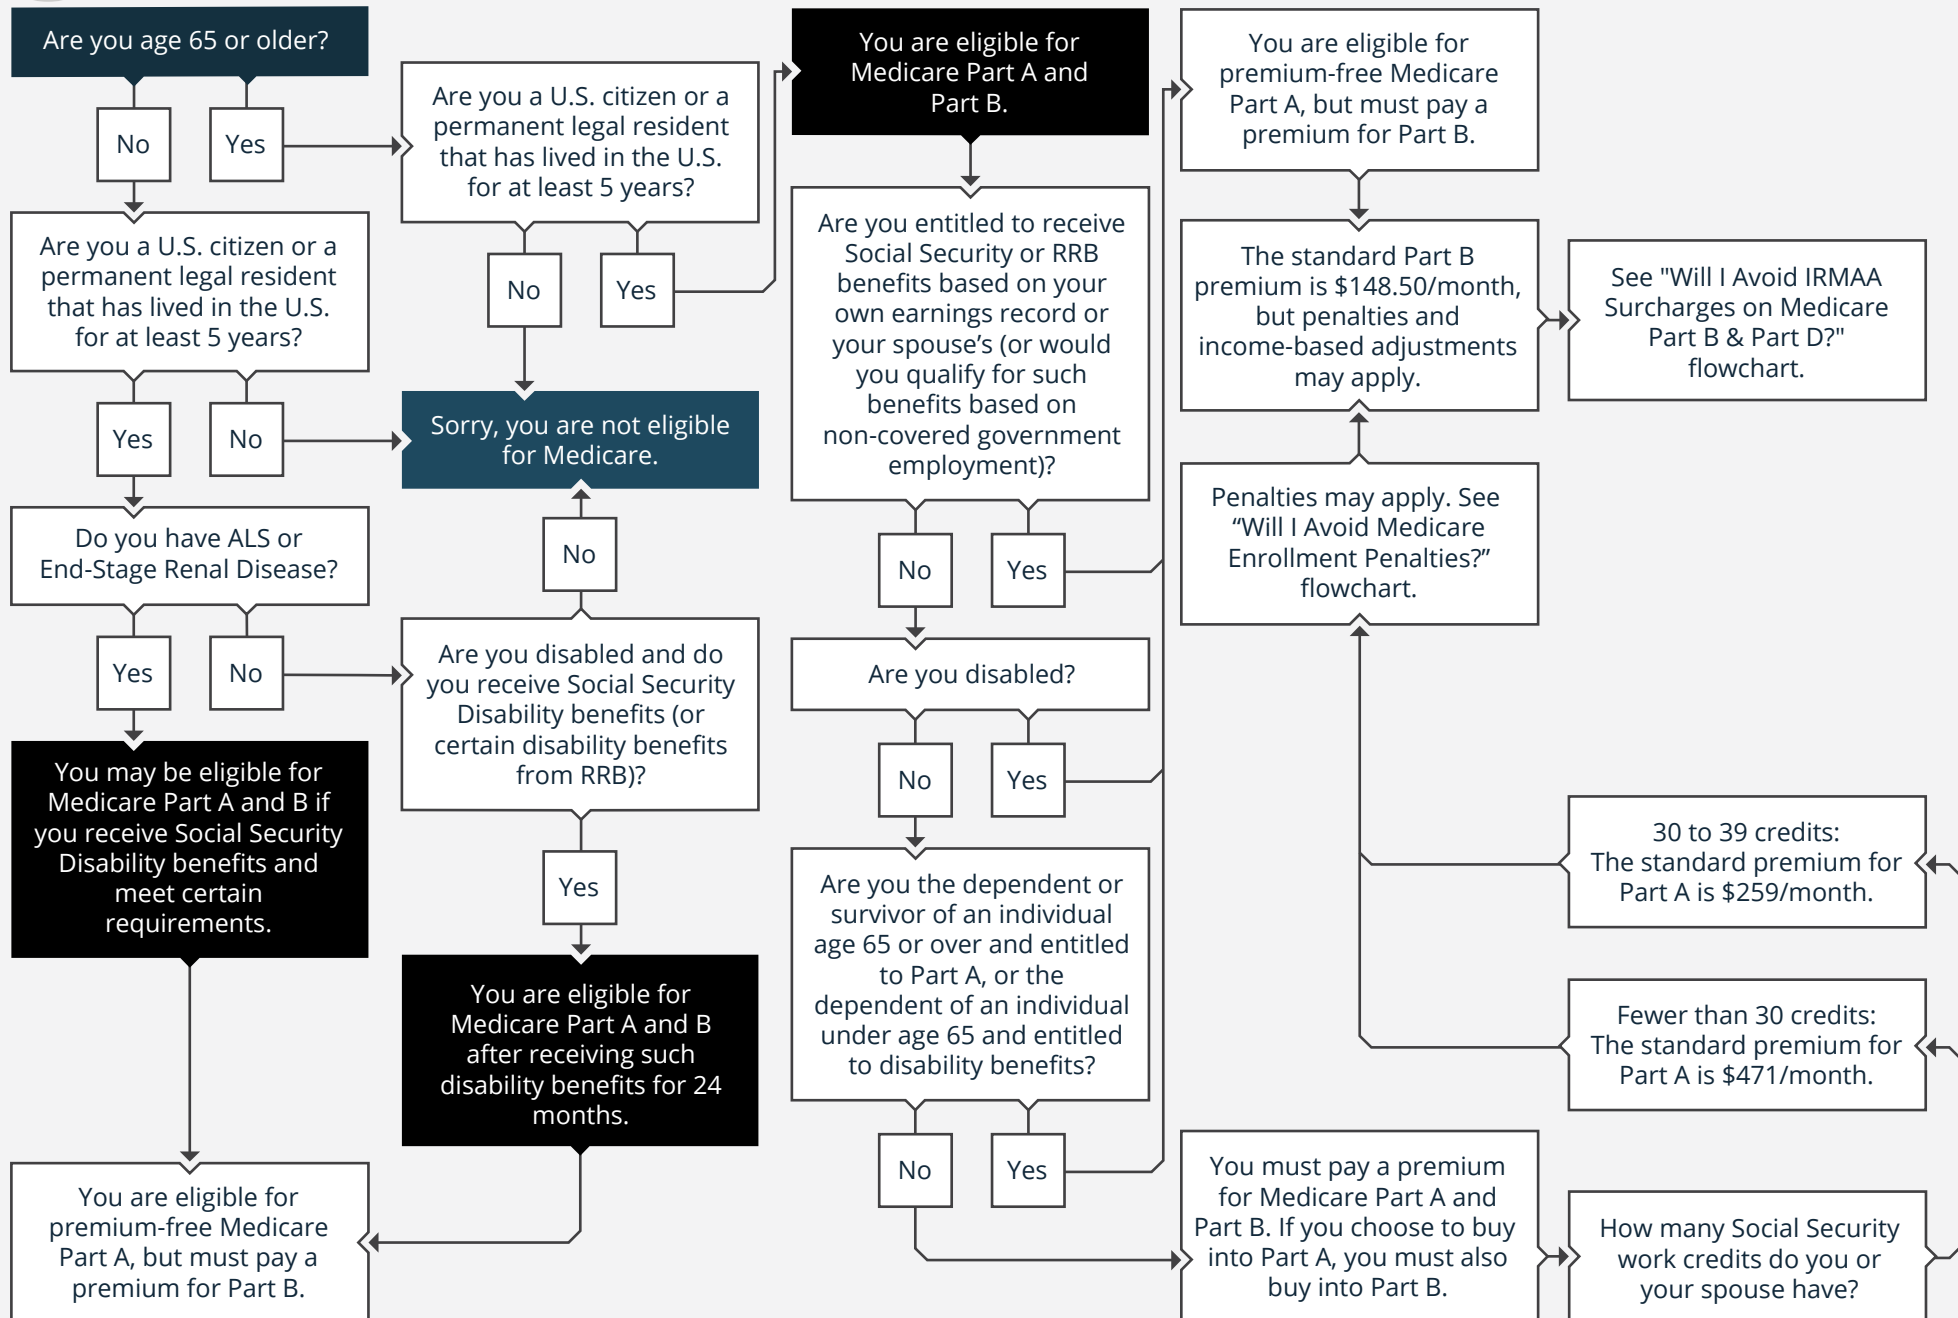 Are you age 65 or older?
No
Yes
Are you a U.S. citizen or a
permanent legal resident
that has lived in the U.S.
for at least 5 years?
Yes
No
Do you have ALS or
End-Stage Renal Disease?
Yes
No
You may be eligible for
Medicare Part A and B if
you receive Social Security
Disability benefits and
meet certain
requirements.
You are eligible for
premium-free Medicare
Part A, but must pay a
premium for Part B.
Are you a U.S. citizen or a
permanent legal resident
that has lived in the U.S.
for at least 5 years?
No
Yes
Sorry, you are not eligible
for Medicare.
No
Are you disabled and do
you receive Social Security
Disability benefits (or
certain disability benefits
from RRB)?
Yes
You are eligible for
Medicare Part A and B
after receiving such
disability benefits for 24
months.
You are eligible for
Medicare Part A and
Part B.
Are you entitled to receive
Social Security or RRB
benefits based on your
own earnings record or
your spouse’s (or would
you qualify for such
benefits based on
non-covered government
employment)?
No
Yes
Are you disabled?
No
Yes
Are you the dependent or
survivor of an individual
age 65 or over and entitled
to Part A, or the
dependent of an individual
under age 65 and entitled
to disability benefits?
No
Yes
You are eligible for
premium-free Medicare
Part A, but must pay a
premium for Part B.
The standard Part B
premium is $148.50/month,
but penalties and
income-based adjustments
may apply.
Penalties may apply. See
“Will I Avoid Medicare
Enrollment Penalties?”
flowchart.
You must pay a premium
for Medicare Part A and
Part B. If you choose to buy
into Part A, you must also
buy into Part B.
See "Will I Avoid IRMAA
Surcharges on Medicare
Part B & Part D?"
flowchart.
30 to 39 credits:
The standard premium for
Part A is $259/month.
Fewer than 30 credits:
The standard premium for
Part A is $471/month.
How many Social Security
work credits do you or
your spouse have?